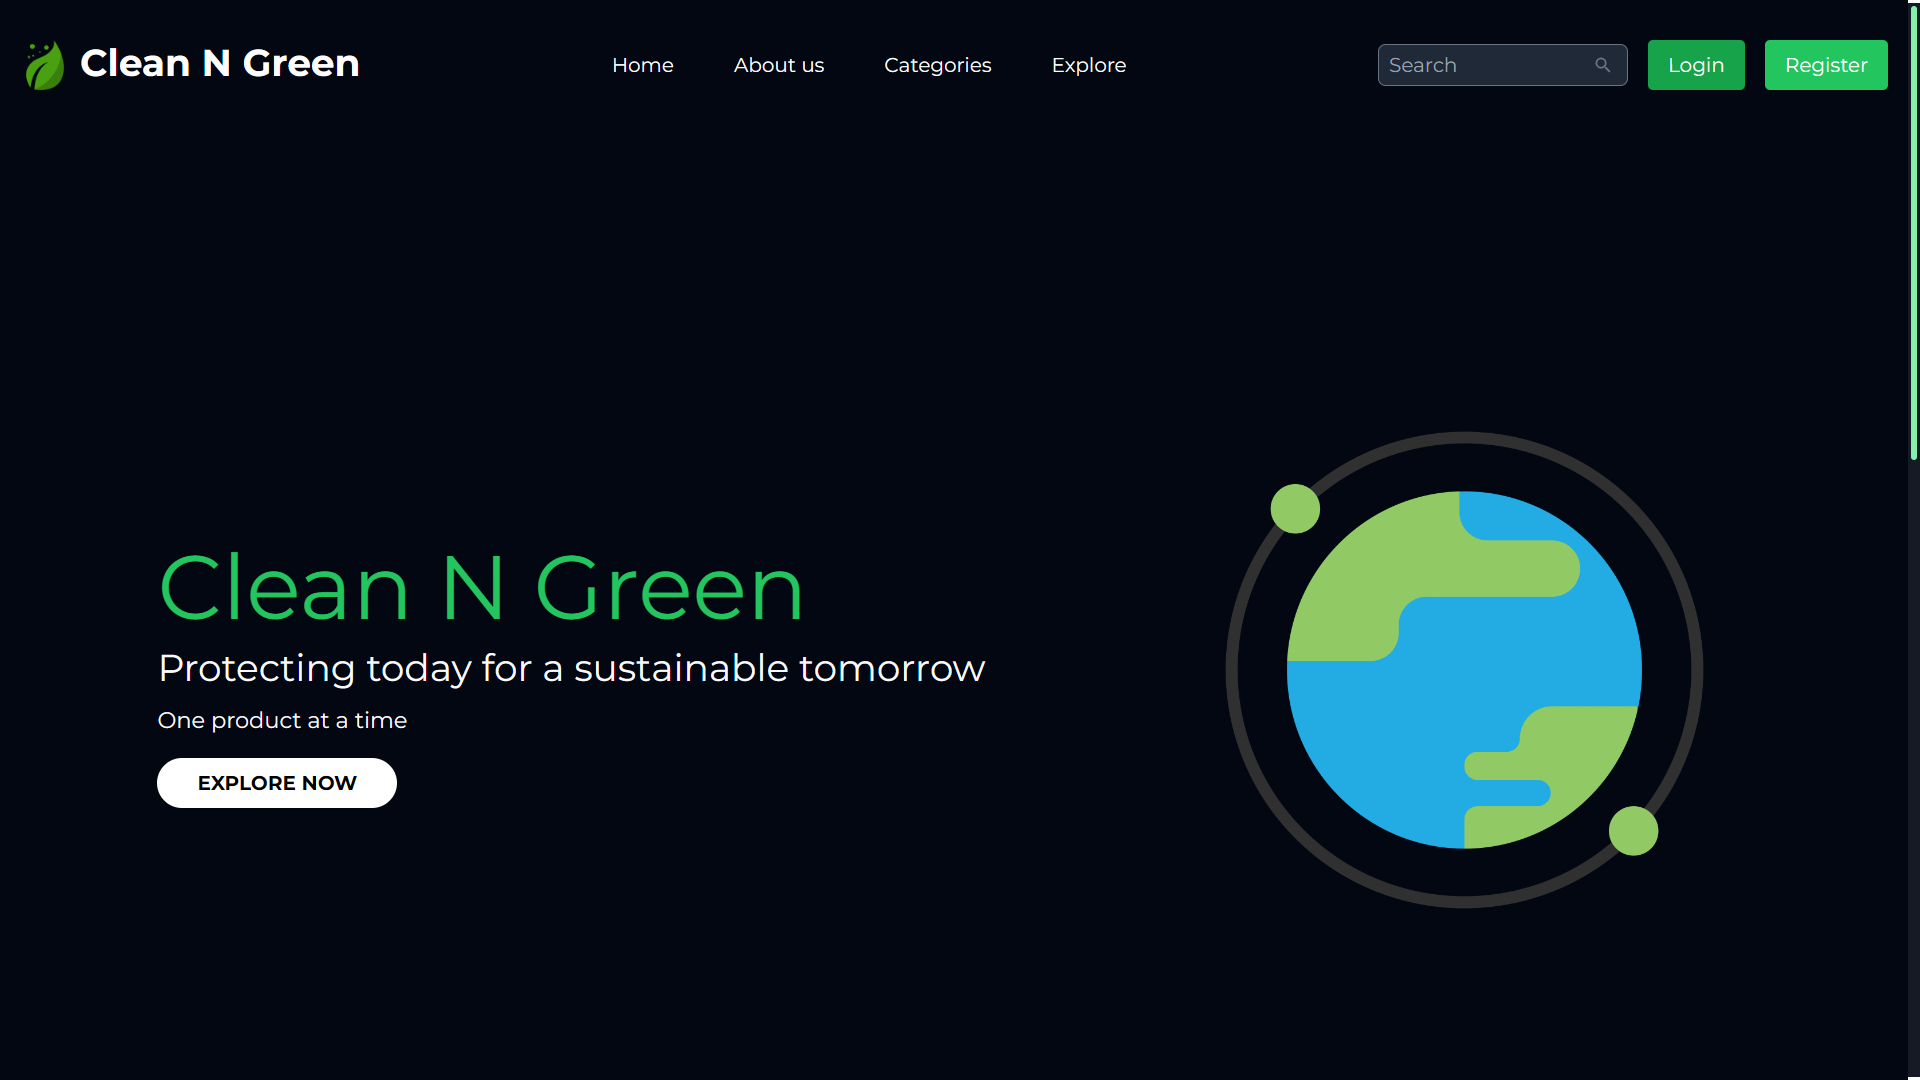 Clean N Green
Home
About us
Categories
Explore
Search
Login
Register
Clean N Green
Protecting today for a sustainable tomorrow
One product at a time
EXPLORE NOW